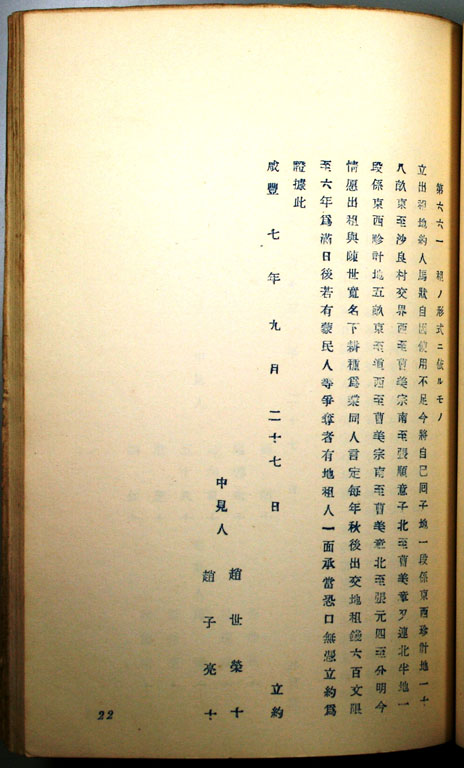 第六六一　租ノ形式ニ依ルモノ
立出租地約人馬狀自因使用不足今將自己同子地一段係東西畛計地一十
八畝東至沙良村交界西至曹美宗南至張順意子北至曹美章又連北半地一
段係東西畛計地五畝東至道西至曹美宗南至曹美章北至張元四至分明今
情愿出租與陳世寬名下耕種爲業同人言定每年秋後出交地租錢六百文限
至六年爲滿日後若有蒙民人等爭奪者有地租人一面承當恐口無憑立約爲
證據此
咸豐七年九月二十七日　立約
中見人　趙世榮十
趙子亮十
22